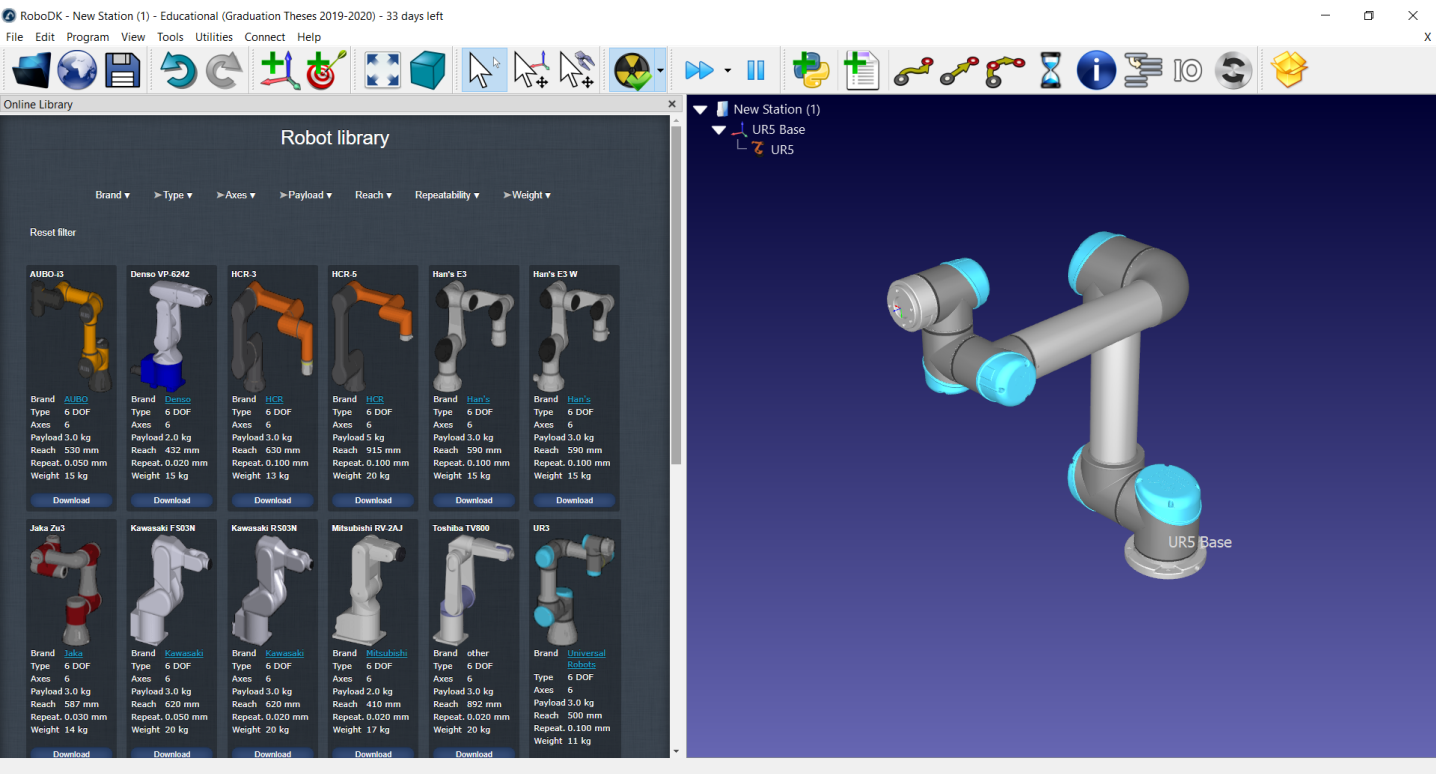 RoboDK - New Station (1) - Educational (Graduation Theses 2019-2020) - 33 days left
File Edit Program View Tools Utilities Connect Help
X
IO
Online Library
Robot library
Brand ▾ ➤Type ▾ ➤Axes ▾ ➤Payload ▾ Reach ▾ Repeatability ▾ ➤Weight ▾
Reset filter
AUBO-i3
Brand AUBO
Type 6 DOF
Axes 6
Payload 3.0 kg
Reach 530 mm
Repeat. 0.050 mm
Weight 15 kg
Download
Denso VP-6242
Brand Denso
Type 6 DOF
Axes 6
Payload 2.0 kg
Reach 432 mm
Repeat. 0.020 mm
Weight 15 kg
Download
HCR-3
Brand HCR
Type 6 DOF
Axes 6
Payload 3.0 kg
Reach 630 mm
Repeat. 0.100 mm
Weight 13 kg
Download
HCR-5
Brand HCR
Type 6 DOF
Axes 6
Payload 5 kg
Reach 915 mm
Repeat. 0.100 mm
Weight 20 kg
Download
Han's E3
Brand Han's
Type 6 DOF
Axes 6
Payload 3.0 kg
Reach 590 mm
Repeat. 0.100 mm
Weight 15 kg
Download
Han's E3 W
Brand Han's
Type 6 DOF
Axes 6
Payload 3.0 kg
Reach 590 mm
Repeat. 0.100 mm
Weight 15 kg
Download
Jaka Zu3
Brand Jaka
Type 6 DOF
Axes 6
Payload 3.0 kg
Reach 587 mm
Repeat. 0.030 mm
Weight 14 kg
Download
Kawasaki FS03N
Brand Kawasaki
Type 6 DOF
Axes 6
Payload 3.0 kg
Reach 620 mm
Repeat. 0.050 mm
Weight 20 kg
Download
Kawasaki RS03N
Brand Kawasaki
Type 6 DOF
Axes 6
Payload 3.0 kg
Reach 620 mm
Repeat. 0.020 mm
Weight 20 kg
Download
Mitsubishi RV-2AJ
Brand Mitsubishi
Type 6 DOF
Axes 6
Payload 2.0 kg
Reach 410 mm
Repeat. 0.020 mm
Weight 17 kg
Download
Toshiba TV800
Brand other
Type 6 DOF
Axes 6
Payload 3.0 kg
Reach 892 mm
Repeat. 0.020 mm
Weight 20 kg
Download
UR3
Brand Universal
Robots
Type 6 DOF
Axes 6
Payload 3.0 kg
Reach 500 mm
Repeat. 0.100 mm
Weight 11 kg
New Station (1)
UR5 Base
UR5
UR5 Base